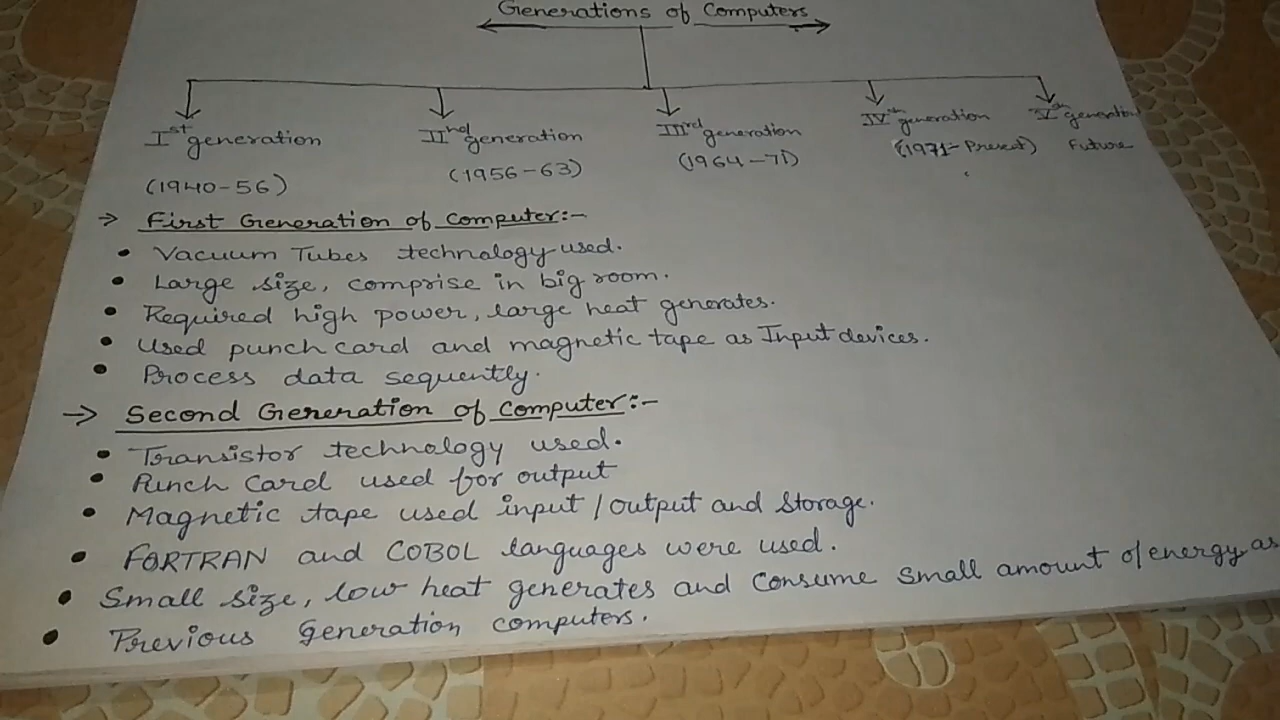 Generations of Computers
Ist generation
IInd generation
IIIrd generation
IVth generation
Vth generation
(1940-56)
(1956-63)
(1964-71)
(1971-Present)
Future
→ First Generation of Computer:-
• Vacuum Tubes technology used.
• Large size, comprise in big room.
• Required high power, large heat generates.
• Used punch card and magnetic tape as Input devices.
• Process data sequently.
→ Second Generation of Computer:-
• Transistor technology used.
• Punch Card used for output
• Magnetic tape used input / output and Storage.
• FORTRAN and COBOL languages were used.
• Small size, low heat generates and Consume small amount of energy as
• Previous generation computers.